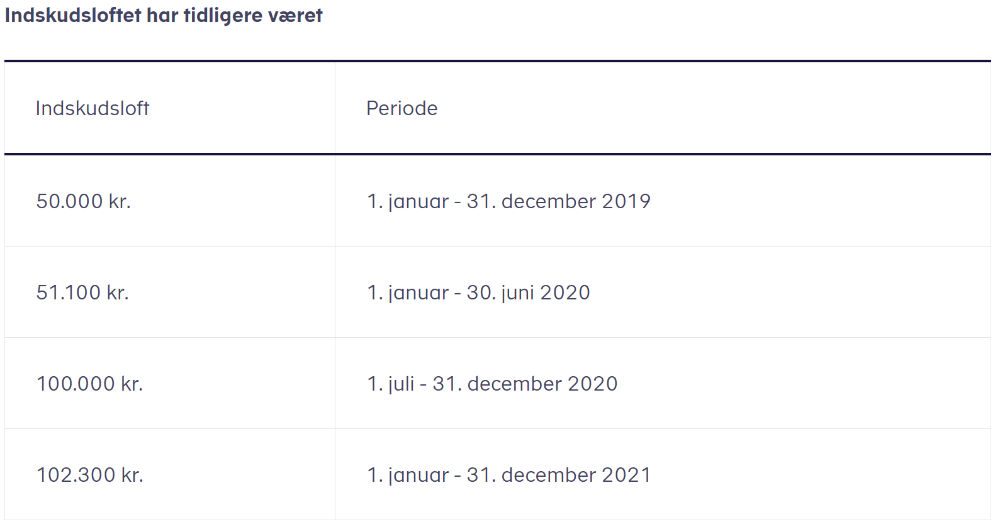 Indskudsloftet har tidligere været
Indskudsloft Periode
50.000 kr. 1. januar - 31. december 2019
51.100 kr. 1. januar - 30. juni 2020
100.000 kr. 1. juli - 31. december 2020
102.300 kr. 1. januar - 31. december 2021